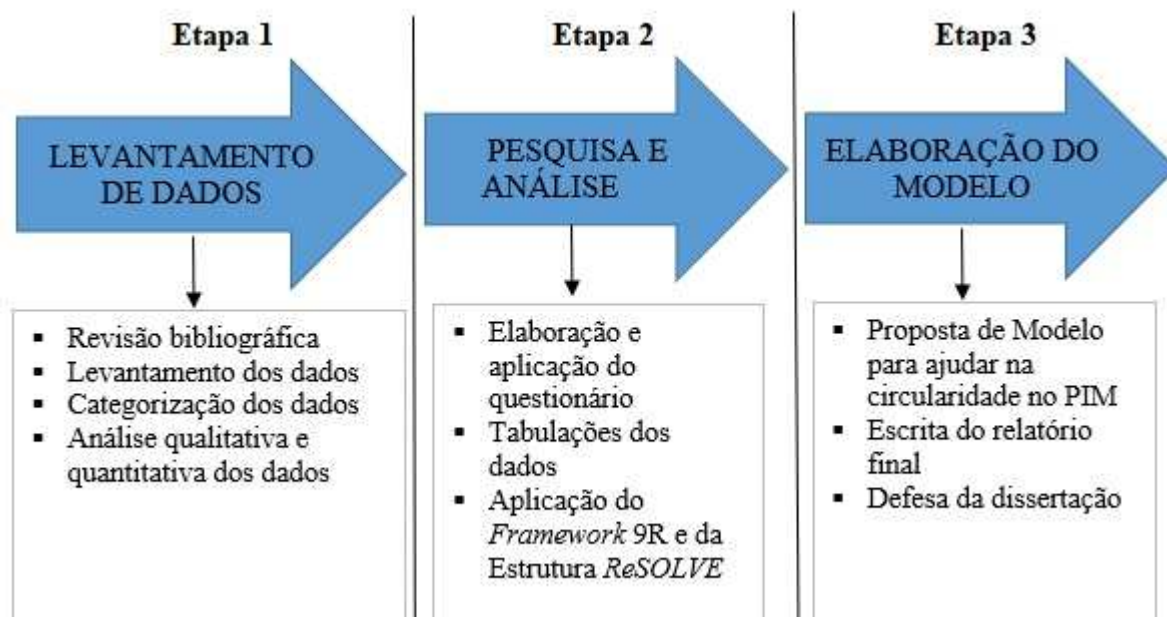 Etapa 1
LEVANTAMENTO
DE DADOS
▪ Revisão bibliográfica
▪ Levantamento dos dados
▪ Categorização dos dados
▪ Análise qualitativa e
quantitativa dos dados
Etapa 2
PESQUISA E
ANÁLISE
▪ Elaboração e
aplicação do
questionário
▪ Tabulações dos
dados
▪ Aplicação do
Framework 9R e da
Estrutura ReSOLVE
Etapa 3
ELABORAÇÃO DO
MODELO
▪ Proposta de Modelo
para ajudar na
circularidade no PIM
▪ Escrita do relatório
final
▪ Defesa da dissertação